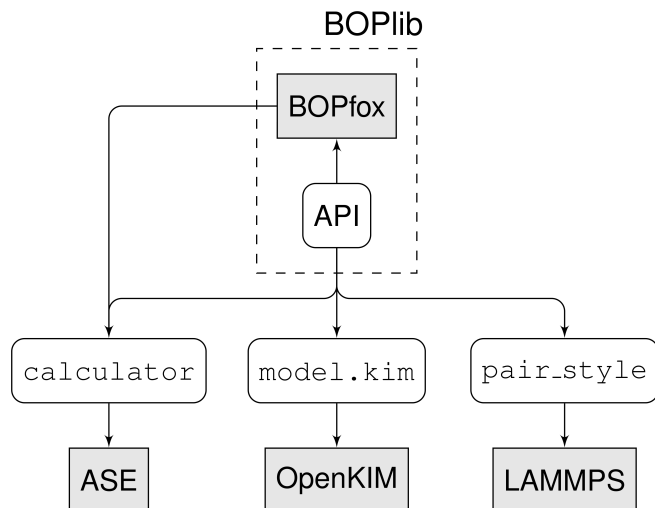 BOPlib
BOPfox
API
calculator
model.kim
pair_style
ASE
OpenKIM
LAMMPS